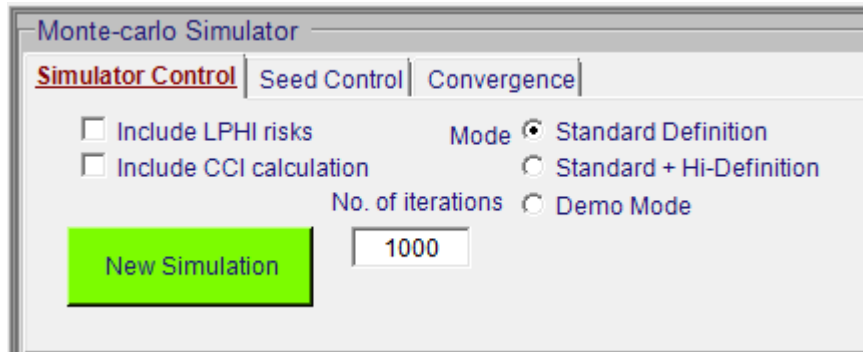 Monte-carlo Simulator
Simulator Control Seed Control Convergence
Include LPHI risks Mode Standard Definition
Include CCI calculation Standard + Hi-Definition
No. of iterations Demo Mode
New Simulation 1000